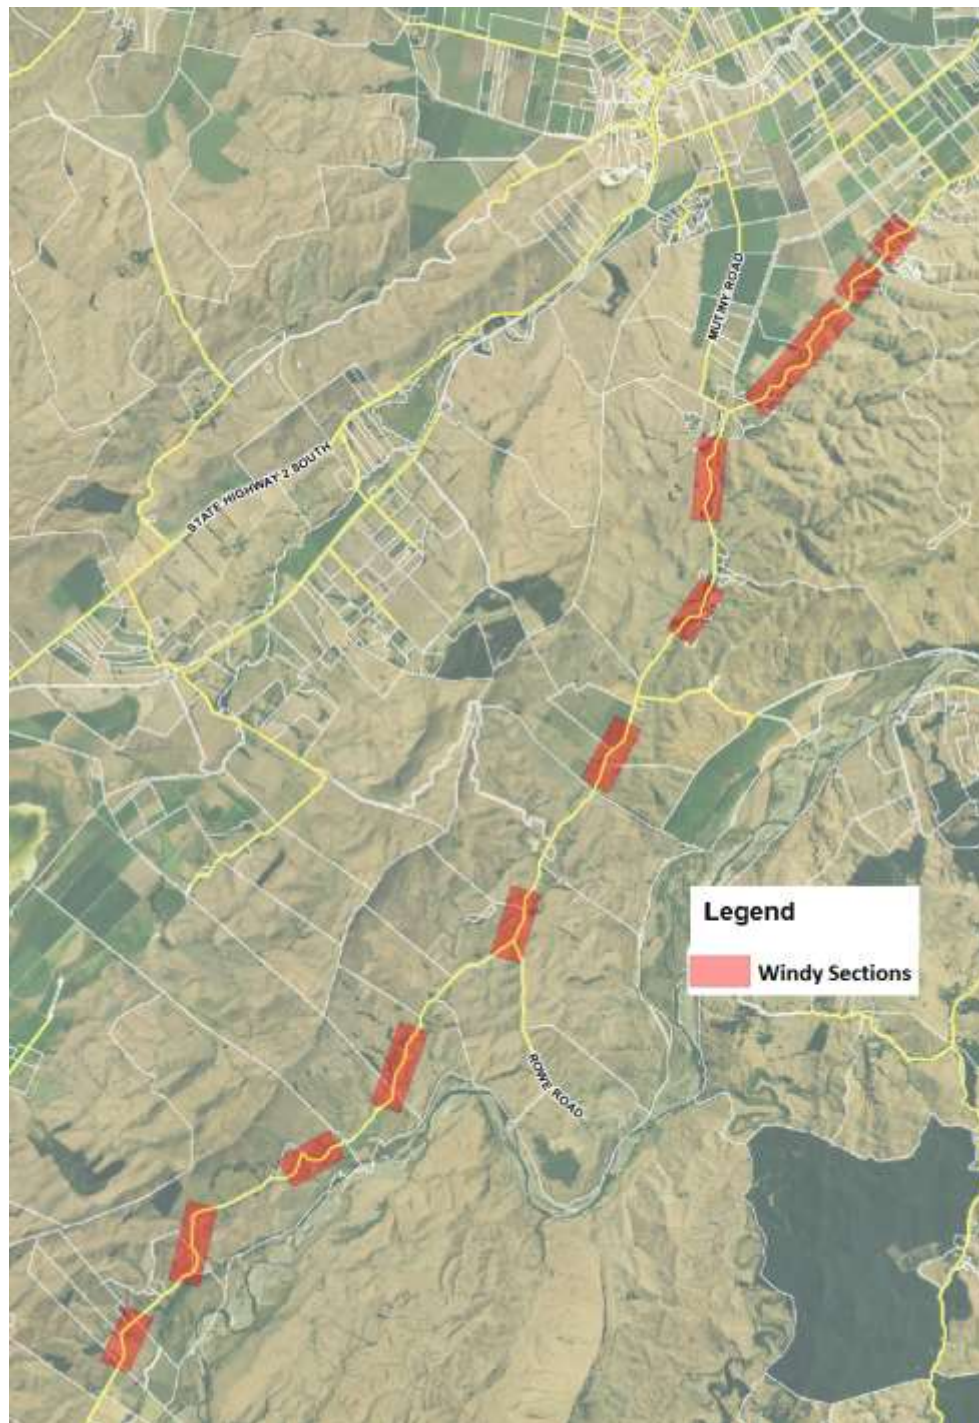 MUTINY ROAD
STATE HIGHWAY 2 SOUTH
Legend
Windy Sections
ROWE ROAD